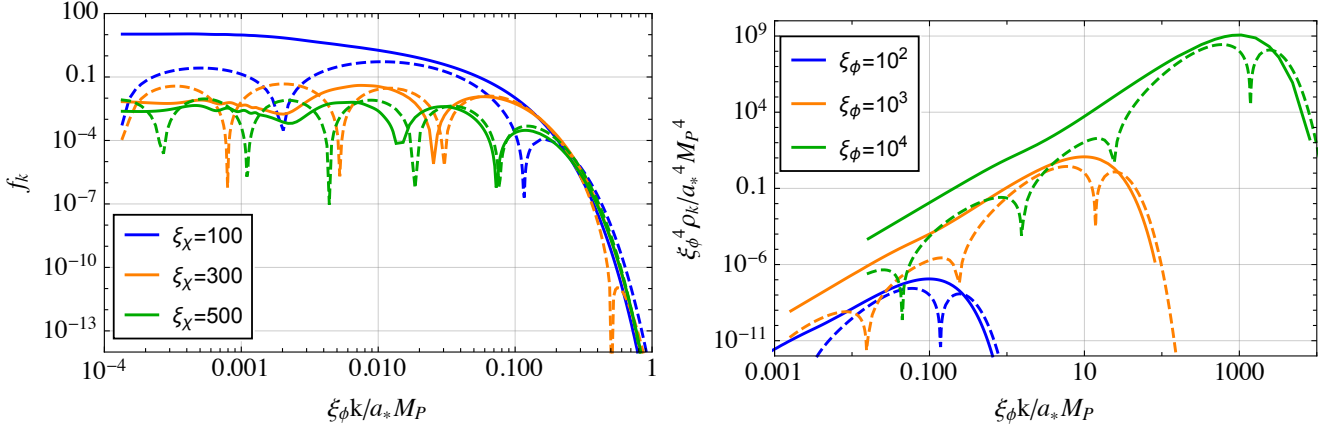 100
0.1
10⁻⁴
10⁻⁷
10⁻¹⁰
10⁻¹³
f_k
ξ_χ=100
ξ_χ=300
ξ_χ=500
10⁻⁴ 0.001 0.010 0.100 1
ξ_ϕk/a_*M_P
10⁹
10⁴
0.1
10⁻⁶
10⁻¹¹
ξ_ϕ⁴ρ_k/a_*⁴M_P⁴
ξ_ϕ=10²
ξ_ϕ=10³
ξ_ϕ=10⁴
0.001 0.100 10 1000
ξ_ϕk/a_*M_P